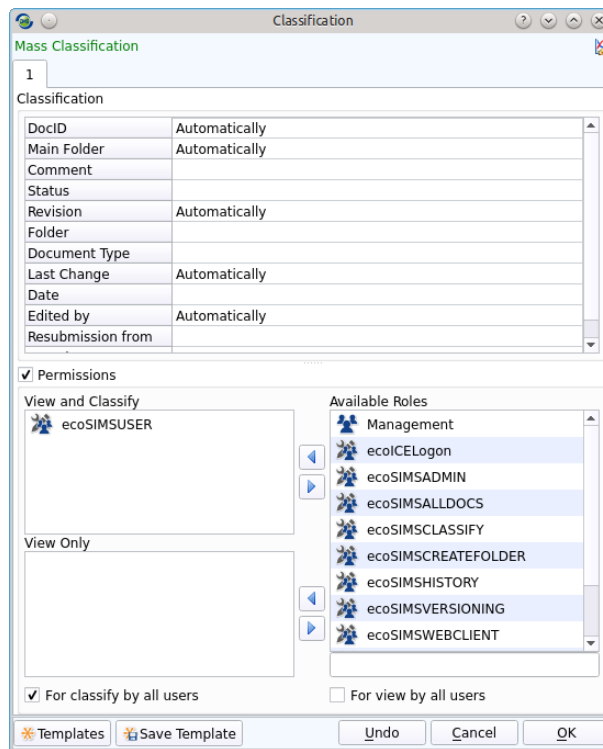 Classification
Mass Classification
1
Classification
DocID Automatically
Main Folder Automatically
Comment
Status
Revision Automatically
Folder
Document Type
Last Change Automatically
Date
Edited by Automatically
Resubmission from
Permissions
View and Classify
ecoSIMSUSER
Available Roles
Management
ecoICELogon
ecoSIMSADMIN
ecoSIMSALLDOCS
ecoSIMSCLASSIFY
ecoSIMSCREATEFOLDER
ecoSIMSHISTORY
ecoSIMSVERSIONING
ecoSIMSWEBCLIENT
View Only
For classify by all users
For view by all users
Templates
Save Template
Undo
Cancel
OK